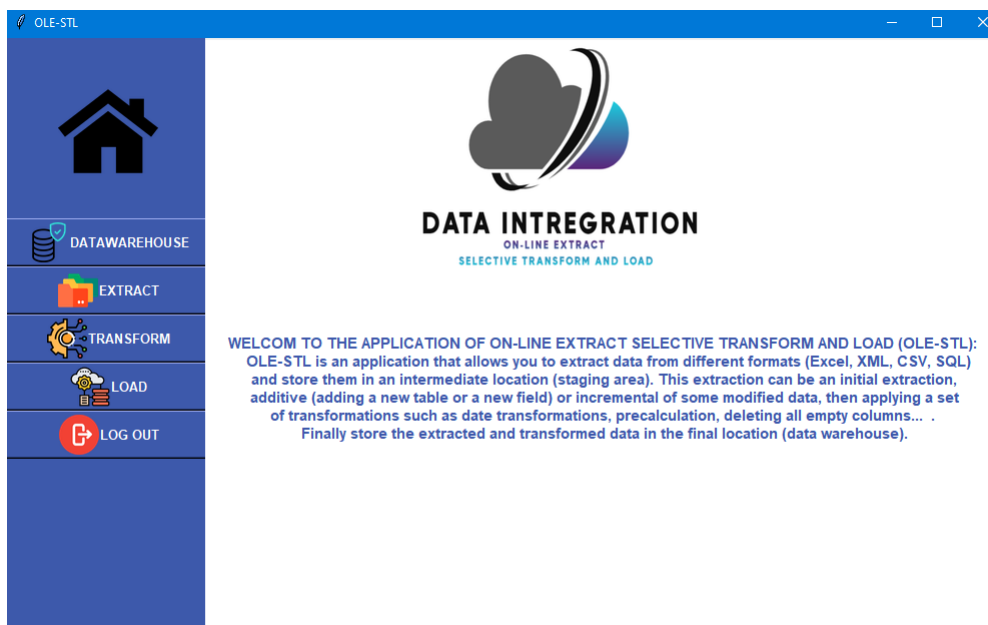 OLE-STL
DATAWAREHOUSE
EXTRACT
TRANSFORM
LOAD
LOG OUT
DATA INTREGRATION
ON-LINE EXTRACT
SELECTIVE TRANSFORM AND LOAD
WELCOM TO THE APPLICATION OF ON-LINE EXTRACT SELECTIVE TRANSFORM AND LOAD (OLE-STL):
OLE-STL is an application that allows you to extract data from different formats (Excel, XML, CSV, SQL)
and store them in an intermediate location (staging area). This extraction can be an initial extraction,
additive (adding a new table or a new field) or incremental of some modified data, then applying a set
of transformations such as date transformations, precalculation, deleting all empty columns... .
Finally store the extracted and transformed data in the final location (data warehouse).